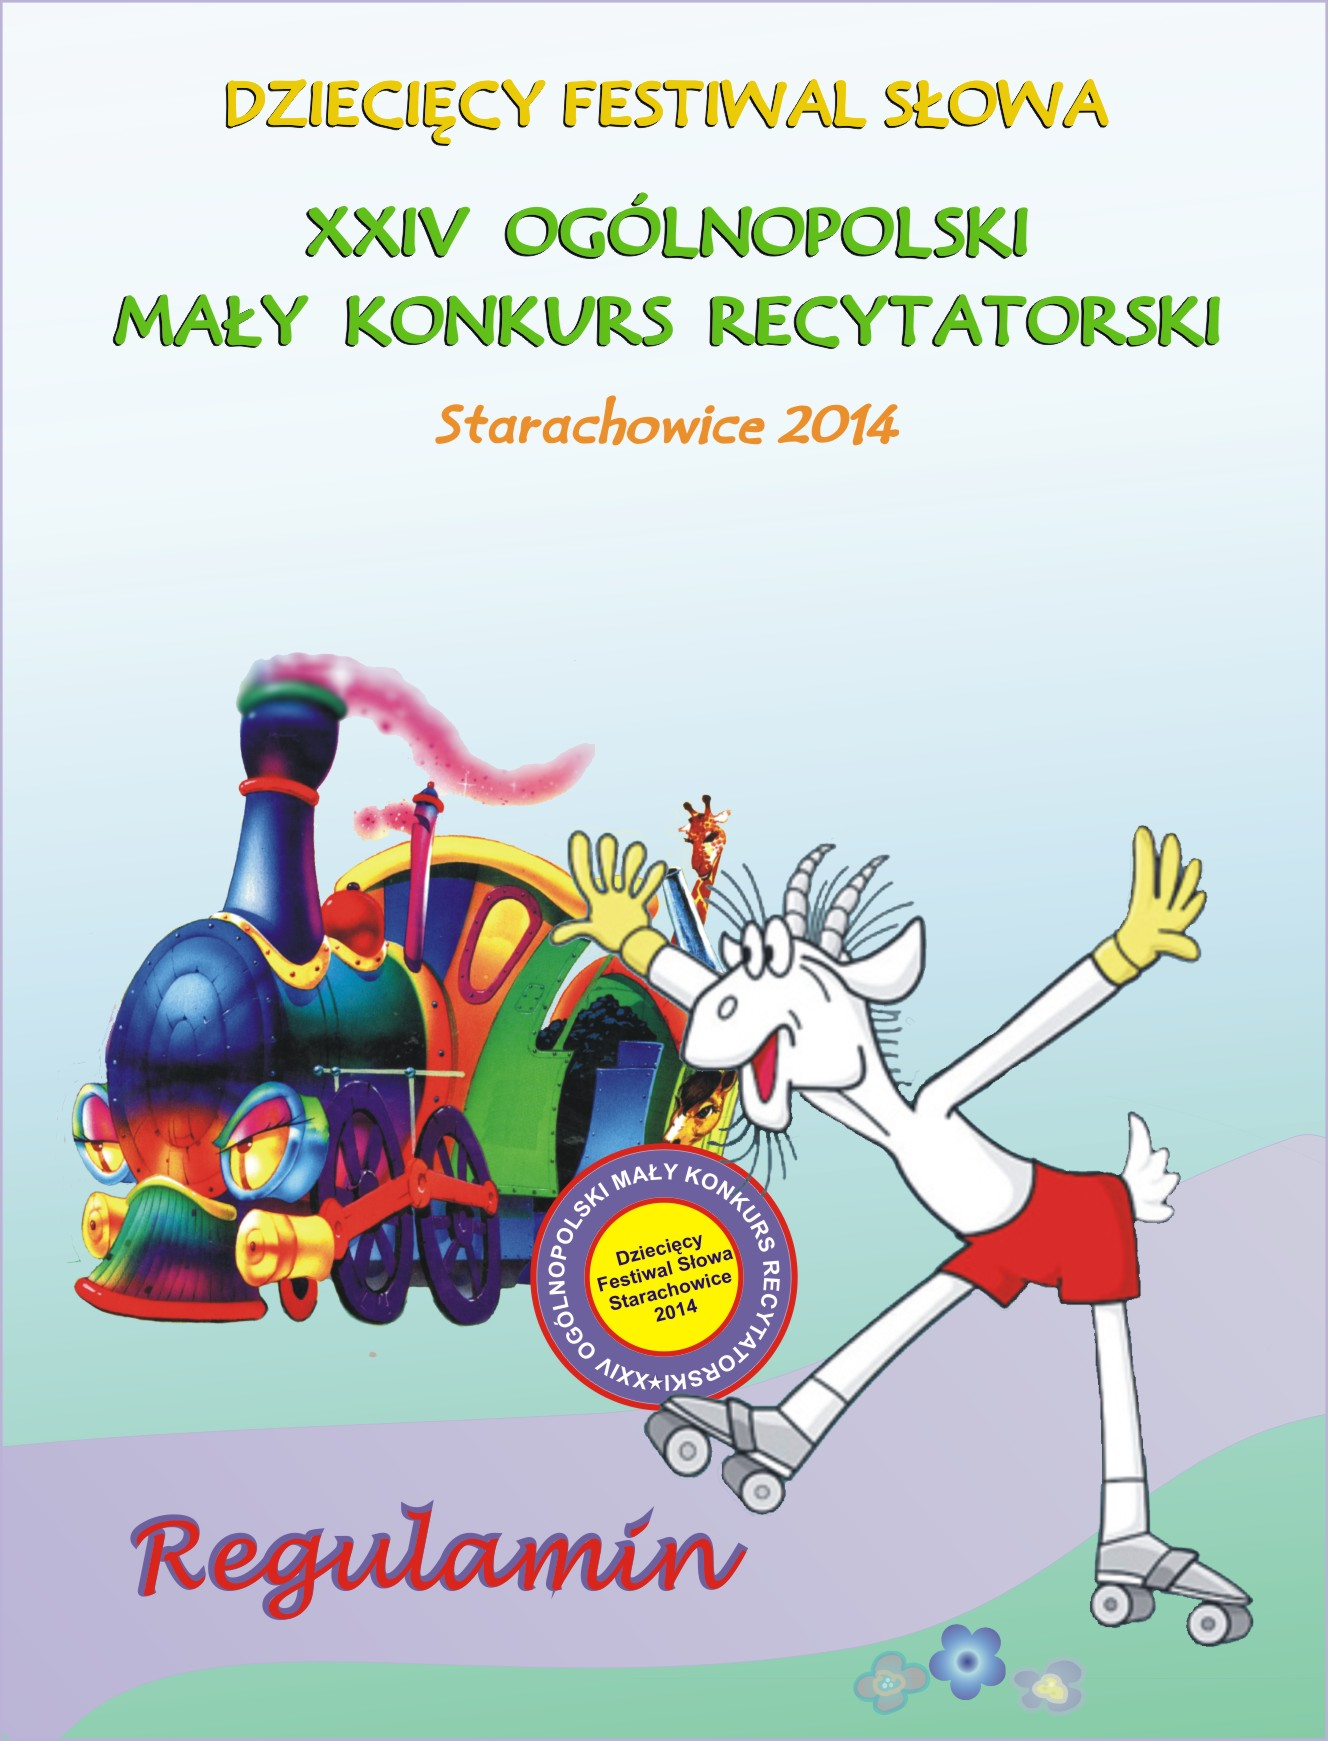 DZIECIĘCY FESTIWAL SŁOWA
XXIV OGÓLNOPOLSKI
MAŁY KONKURS RECYTATORSKI
Starachowice 2014
XXIV OGÓLNOPOLSKI MAŁY KONKURS RECYTATORSKI★
Dziecięcy
Festiwal Słowa
Starachowice
2014
Regulamin